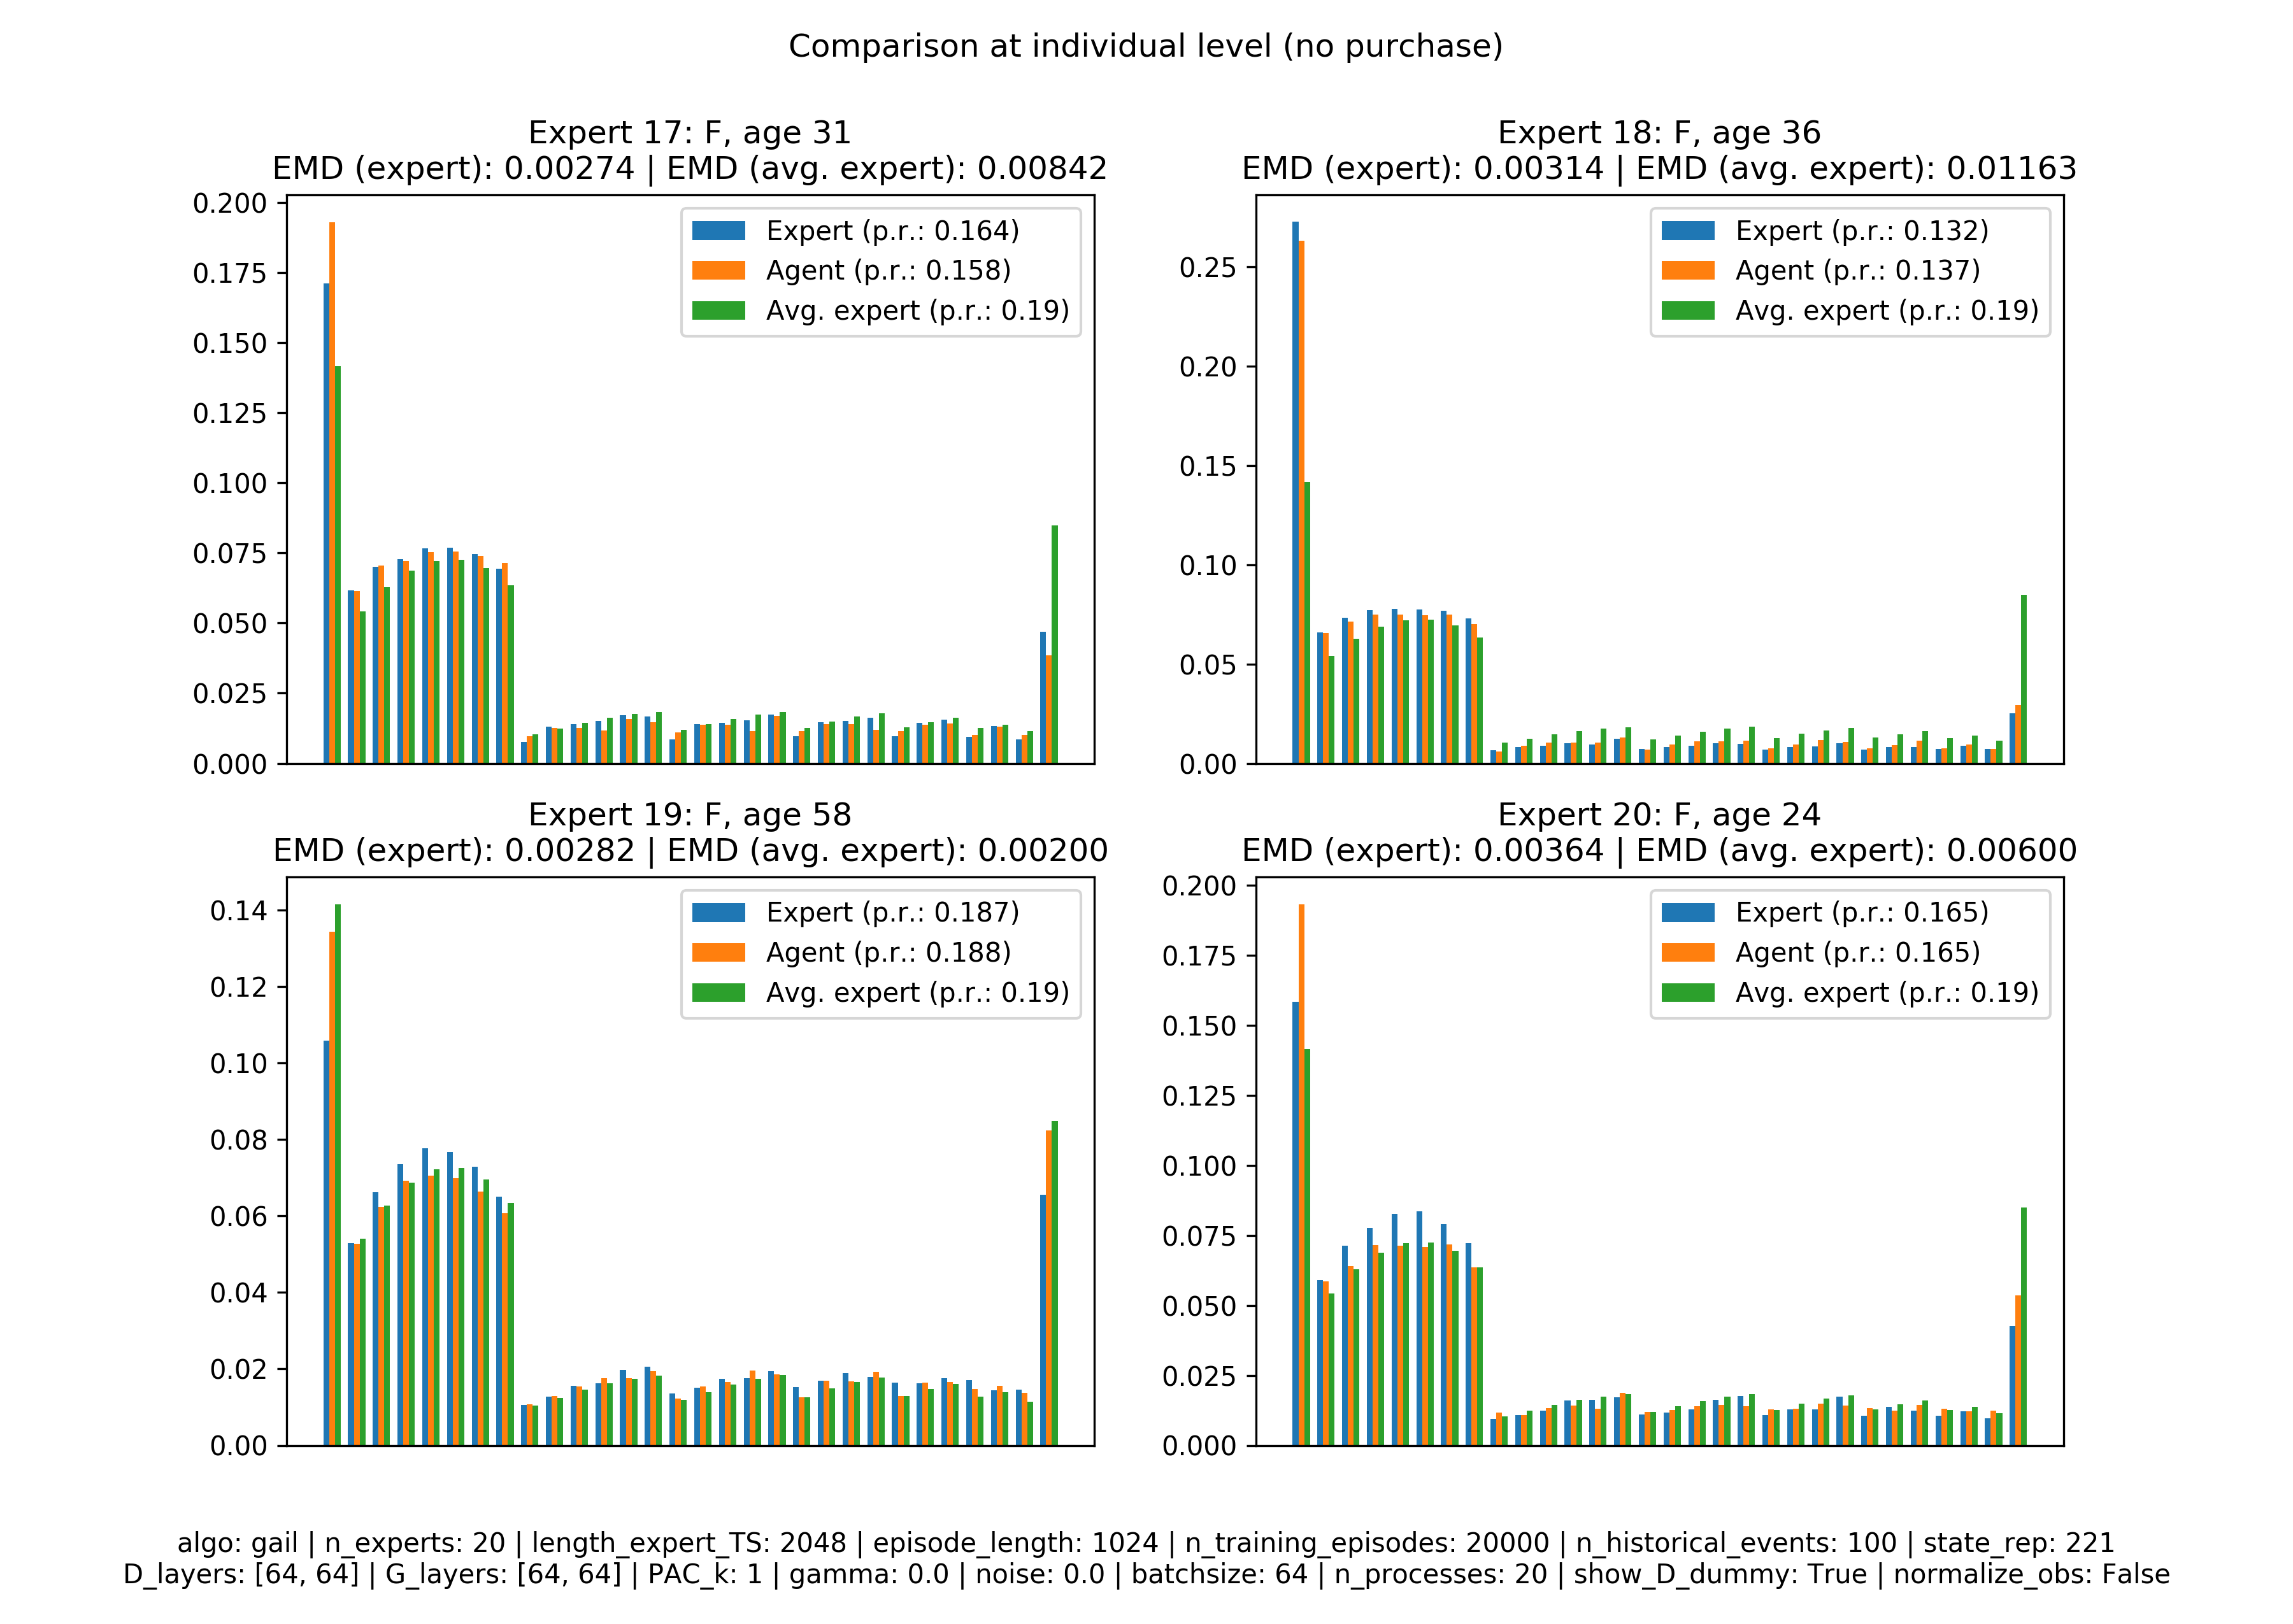 Comparison at individual level (no purchase)
Expert 17: F, age 31
EMD (expert): 0.00274 | EMD (avg. expert): 0.00842
0.200
0.175
0.150
0.125
0.100
0.075
0.050
0.025
0.000
Expert (p.r.: 0.164)
Agent (p.r.: 0.158)
Avg. expert (p.r.: 0.19)
Expert 18: F, age 36
EMD (expert): 0.00314 | EMD (avg. expert): 0.01163
0.25
0.20
0.15
0.10
0.05
0.00
Expert (p.r.: 0.132)
Agent (p.r.: 0.137)
Avg. expert (p.r.: 0.19)
Expert 19: F, age 58
EMD (expert): 0.00282 | EMD (avg. expert): 0.00200
0.14
0.12
0.10
0.08
0.06
0.04
0.02
0.00
Expert (p.r.: 0.187)
Agent (p.r.: 0.188)
Avg. expert (p.r.: 0.19)
Expert 20: F, age 24
EMD (expert): 0.00364 | EMD (avg. expert): 0.00600
0.200
0.175
0.150
0.125
0.100
0.075
0.050
0.025
0.000
Expert (p.r.: 0.165)
Agent (p.r.: 0.165)
Avg. expert (p.r.: 0.19)
algo: gail | n_experts: 20 | length_expert_TS: 2048 | episode_length: 1024 | n_training_episodes: 20000 | n_historical_events: 100 | state_rep: 221
D_layers: [64, 64] | G_layers: [64, 64] | PAC_k: 1 | gamma: 0.0 | noise: 0.0 | batchsize: 64 | n_processes: 20 | show_D_dummy: True | normalize_obs: False